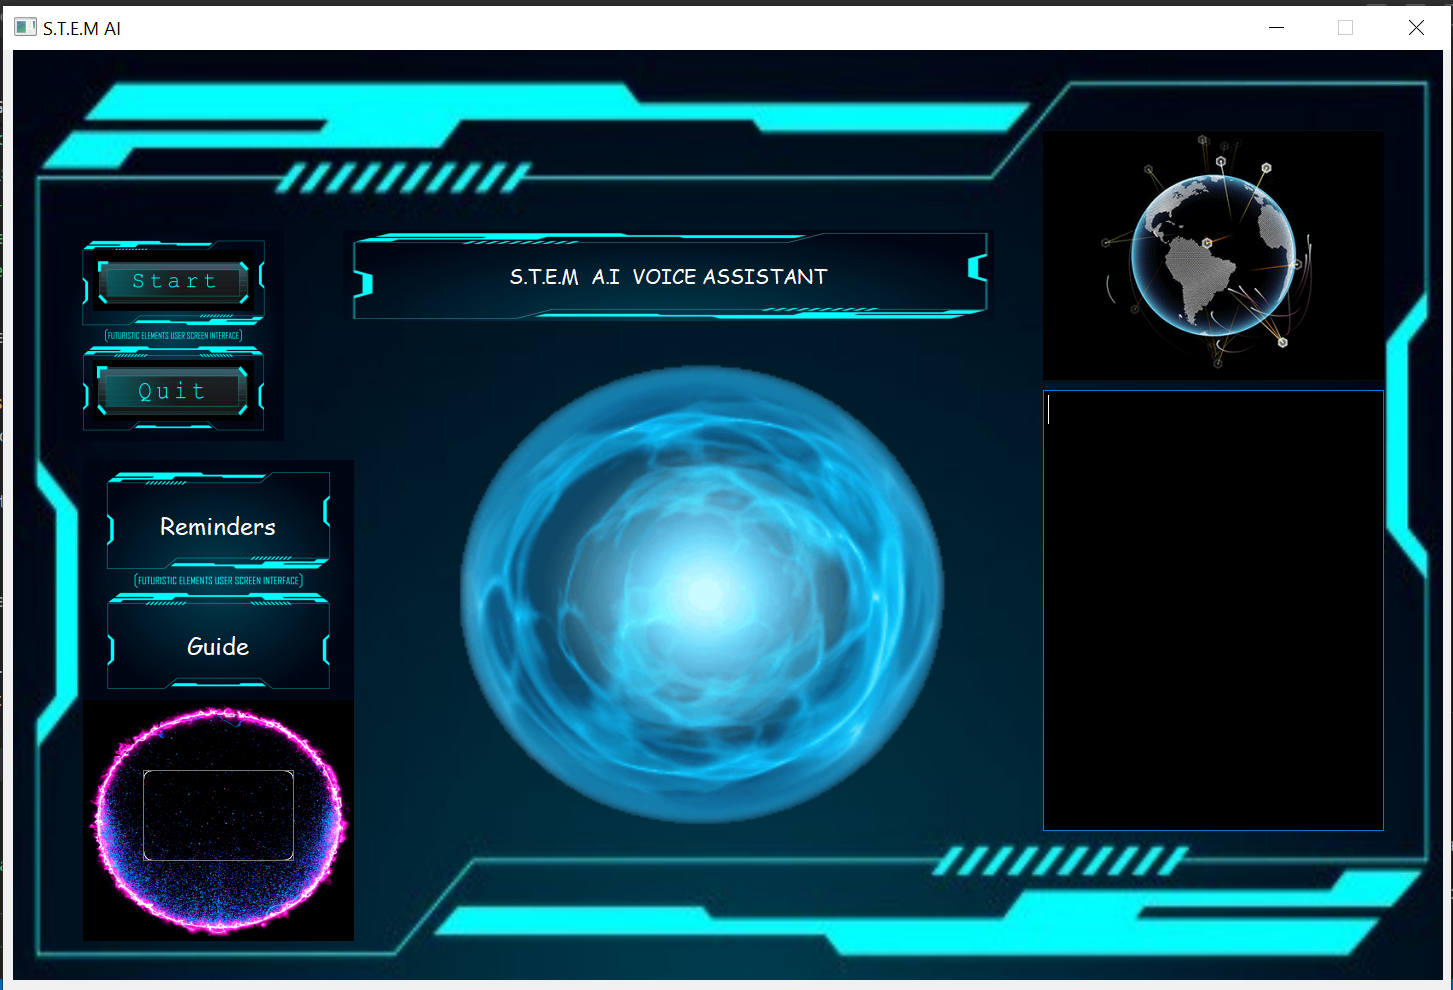 S.T.E.M AI
S.T.E.M A.I VOICE ASSISTANT
Start
FUTURISTIC ELEMENTS USER SCREEN INTERFACE
Quit
Reminders
FUTURISTIC ELEMENTS USER SCREEN INTERFACE
Guide